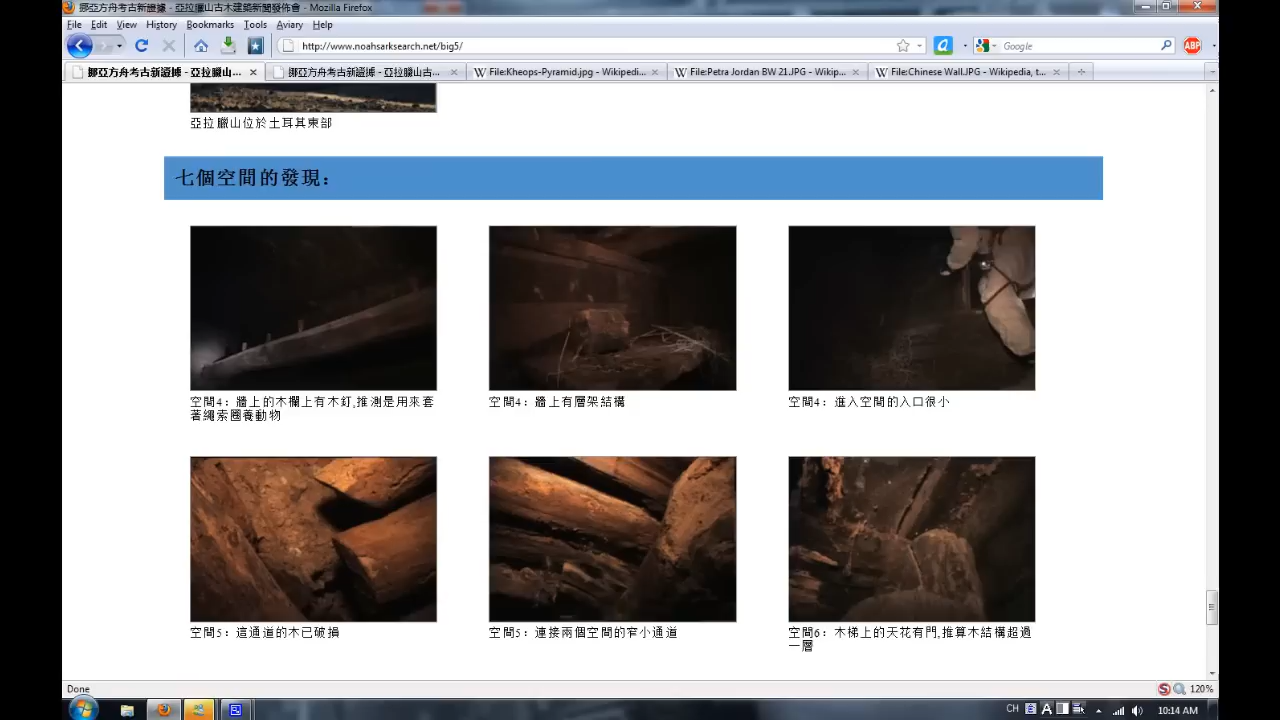 挪亞方舟考古新證據 - 亞拉臘山古木建築新聞發佈會 - Mozilla Firefox
File Edit View History Bookmarks Tools Aviary Help
http://www.noahsarksearch.net/big5/
Google
ABP
挪亞方舟考古新證據 - 亞拉臘山...
挪亞方舟考古新證據 - 亞拉臘山古...
File:Kheops-Pyramid.jpg - Wikipedi...
File:Petra Jordan BW 21.JPG - Wikip...
File:Chinese Wall.JPG - Wikipedia, t...
亞拉臘山位於土耳其東部
七個空間的發現：
空間4：牆上的木欄上有木釘,推測是用來套
著繩索圈養動物
空間4：牆上有層架結構
空間4：進入空間的入口很小
空間5：這通道的木已破損
空間5：連接兩個空間的窄小通道
空間6：木梯上的天花有門,推算木結構超過
一層
Done
120%
CH
10:14 AM